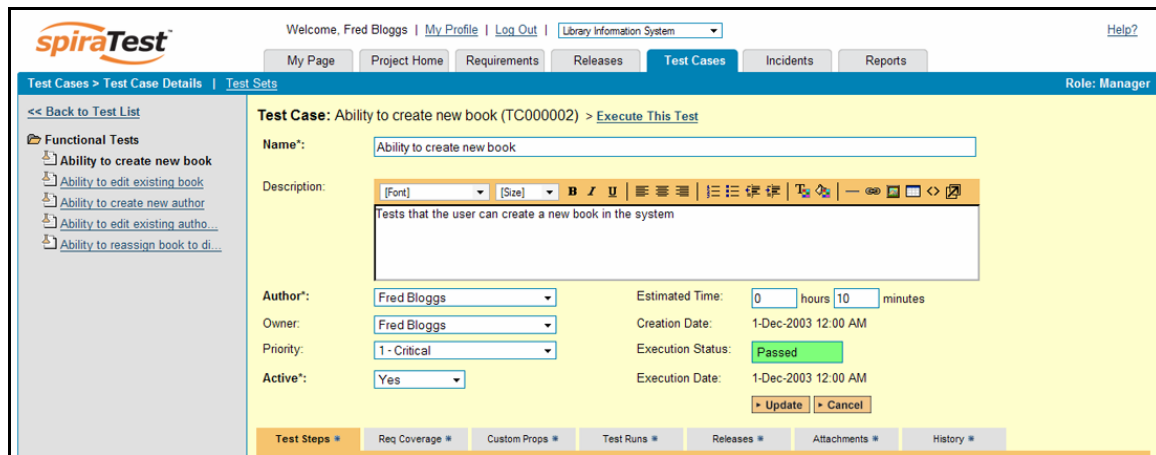 spiraTest™
Welcome, Fred Bloggs | My Profile | Log Out | Library Information System Help?
My Page Project Home Requirements Releases Test Cases Incidents Reports
Test Cases > Test Case Details | Test Sets Role: Manager
<< Back to Test List
Functional Tests
Ability to create new book
Ability to edit existing book
Ability to create new author
Ability to edit existing autho...
Ability to reassign book to di...
Test Case: Ability to create new book (TC000002) > Execute This Test
Name*: Ability to create new book
Description: [Font] [Size] B I U
Tests that the user can create a new book in the system
Author*: Fred Bloggs Estimated Time: 0 hours 10 minutes
Owner: Fred Bloggs Creation Date: 1-Dec-2003 12:00 AM
Priority: 1 - Critical Execution Status: Passed
Active*: Yes Execution Date: 1-Dec-2003 12:00 AM
Update Cancel
Test Steps Req Coverage Custom Props Test Runs Releases Attachments History